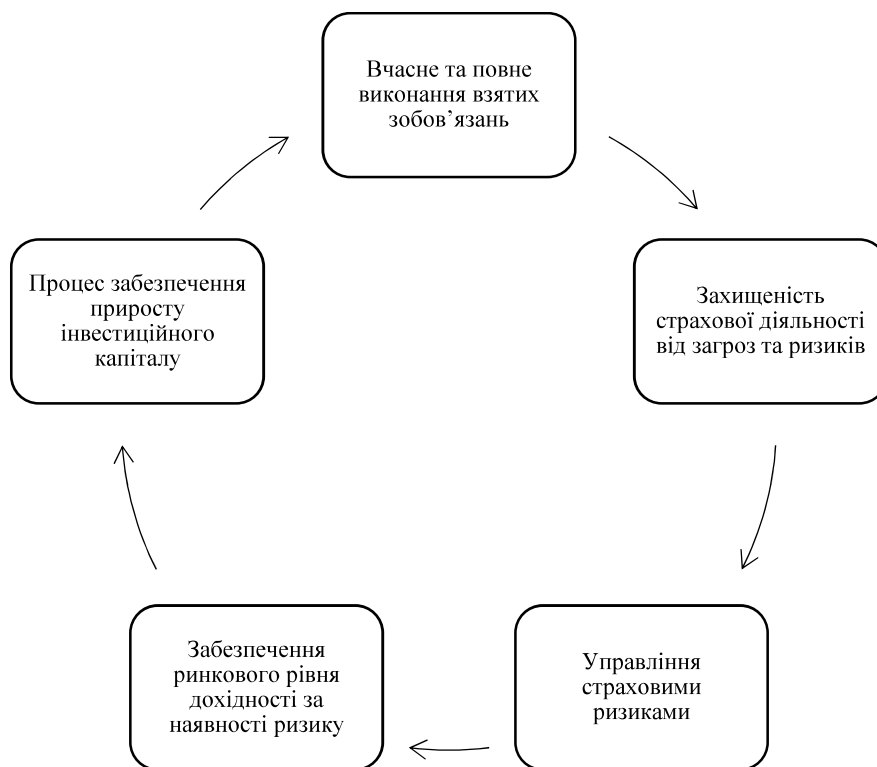 Вчасне та повне
виконання взятих
зобов’язань
Захищеність
страхової діяльності
від загроз та ризиків
Управління
страховими
ризиками
Забезпечення
ринкового рівня
дохідності за
наявності ризику
Процес забезпечення
приросту
інвестиційного
капіталу